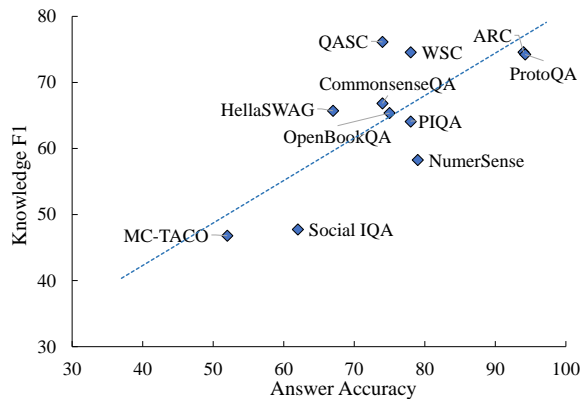 80
70
60
50
40
30
Knowledge F1
QASC
WSC
ARC
ProtoQA
CommonsenseQA
HellaSWAG
OpenBookQA
PIQA
NumerSense
MC-TACO
Social IQA
30 40 50 60 70 80 90 100
Answer Accuracy